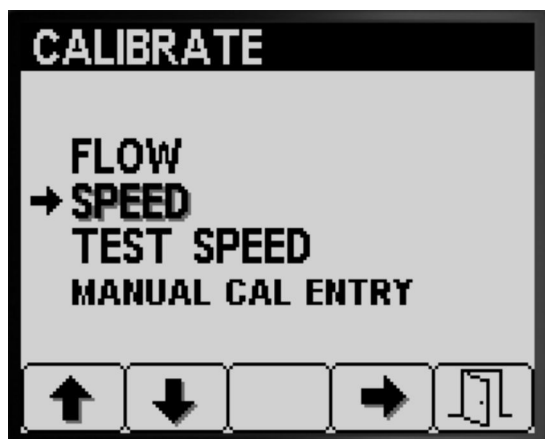 CALIBRATE
FLOW
SPEED
TEST SPEED
MANUAL CAL ENTRY